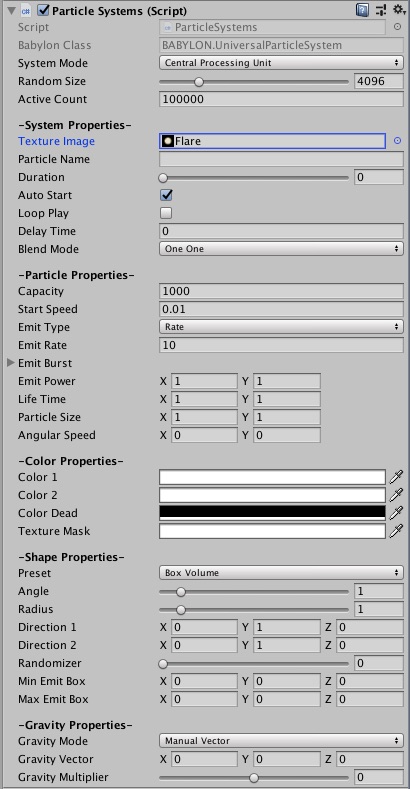 Particle Systems (Script)
Script ParticleSystems
Babylon Class BABYLON.UniversalParticleSystem
System Mode Central Processing Unit
Random Size 4096
Active Count 100000
-System Properties-
Texture Image Flare
Particle Name
Duration 0
Auto Start
Loop Play
Delay Time 0
Blend Mode One One
-Particle Properties-
Capacity 1000
Start Speed 0.01
Emit Type Rate
Emit Rate 10
Emit Burst
Emit Power X 1 Y 1
Life Time X 1 Y 1
Particle Size X 1 Y 1
Angular Speed X 0 Y 0
-Color Properties-
Color 1
Color 2
Color Dead
Texture Mask
-Shape Properties-
Preset Box Volume
Angle 1
Radius 1
Direction 1 X 0 Y 1 Z 0
Direction 2 X 0 Y 1 Z 0
Randomizer 0
Min Emit Box X 0 Y 0 Z 0
Max Emit Box X 0 Y 0 Z 0
-Gravity Properties-
Gravity Mode Manual Vector
Gravity Vector X 0 Y 0 Z 0
Gravity Multiplier 0